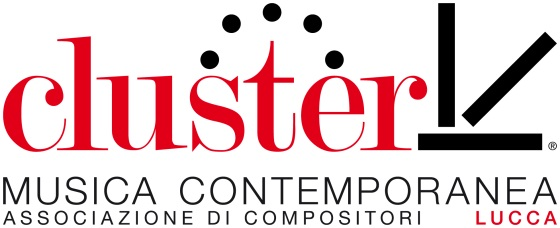 cluster
®
MUSICA CONTEMPORANEA
ASSOCIAZIONE DI COMPOSITORI LUCCA